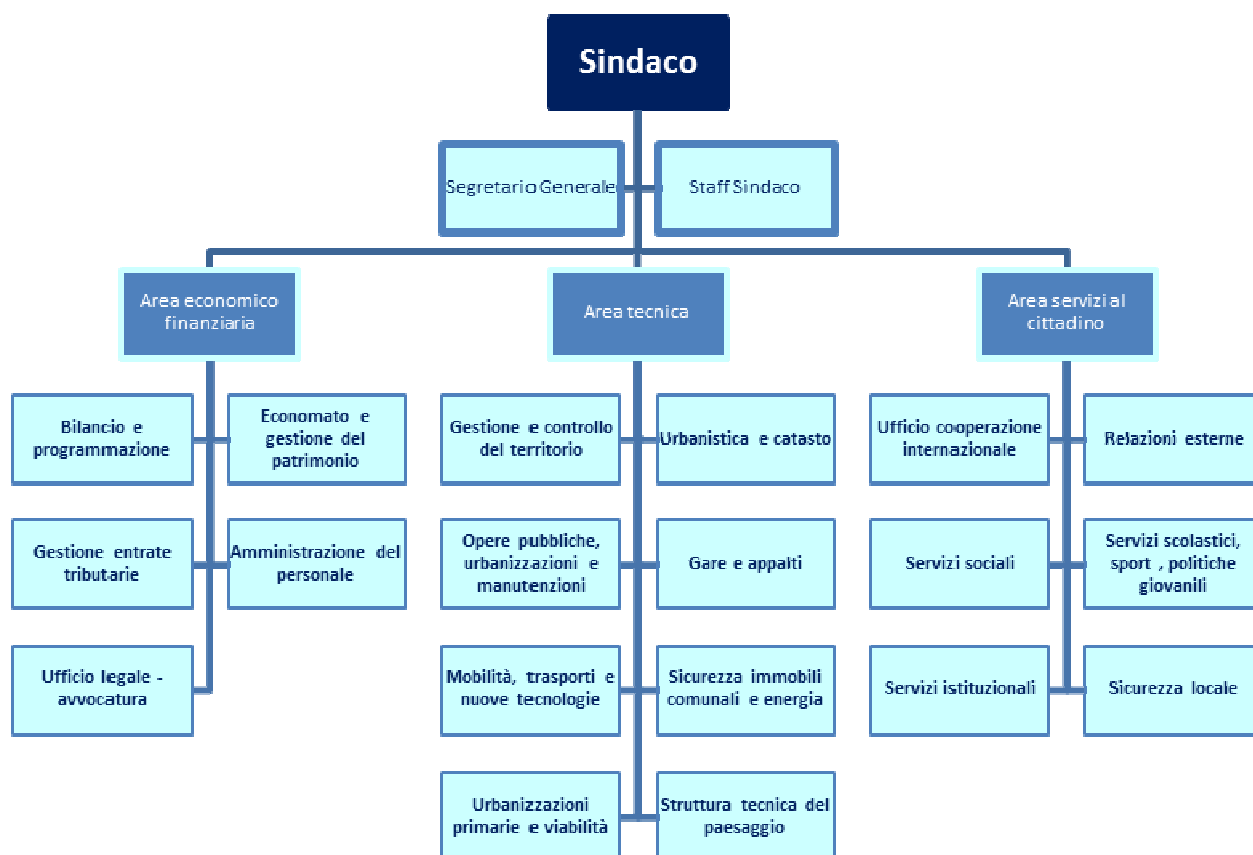 Sindaco
Segretario Generale
Staff Sindaco
Area economico
finanziaria
Area tecnica
Area servizi al
cittadino
Bilancio e
programmazione
Economato e
gestione del
patrimonio
Gestione e controllo
del territorio
Urbanistica e catasto
Ufficio cooperazione
internazionale
Relazioni esterne
Gestione entrate
tributarie
Amministrazione del
personale
Opere pubbliche,
urbanizzazioni e
manutenzioni
Gare e appalti
Servizi sociali
Servizi scolastici,
sport , politiche
giovanili
Ufficio legale -
avvocatura
Mobilità, trasporti e
nuove tecnologie
Sicurezza immobili
comunali e energia
Servizi istituzionali
Sicurezza locale
Urbanizzazioni
primarie e viabilità
Struttura tecnica del
paesaggio